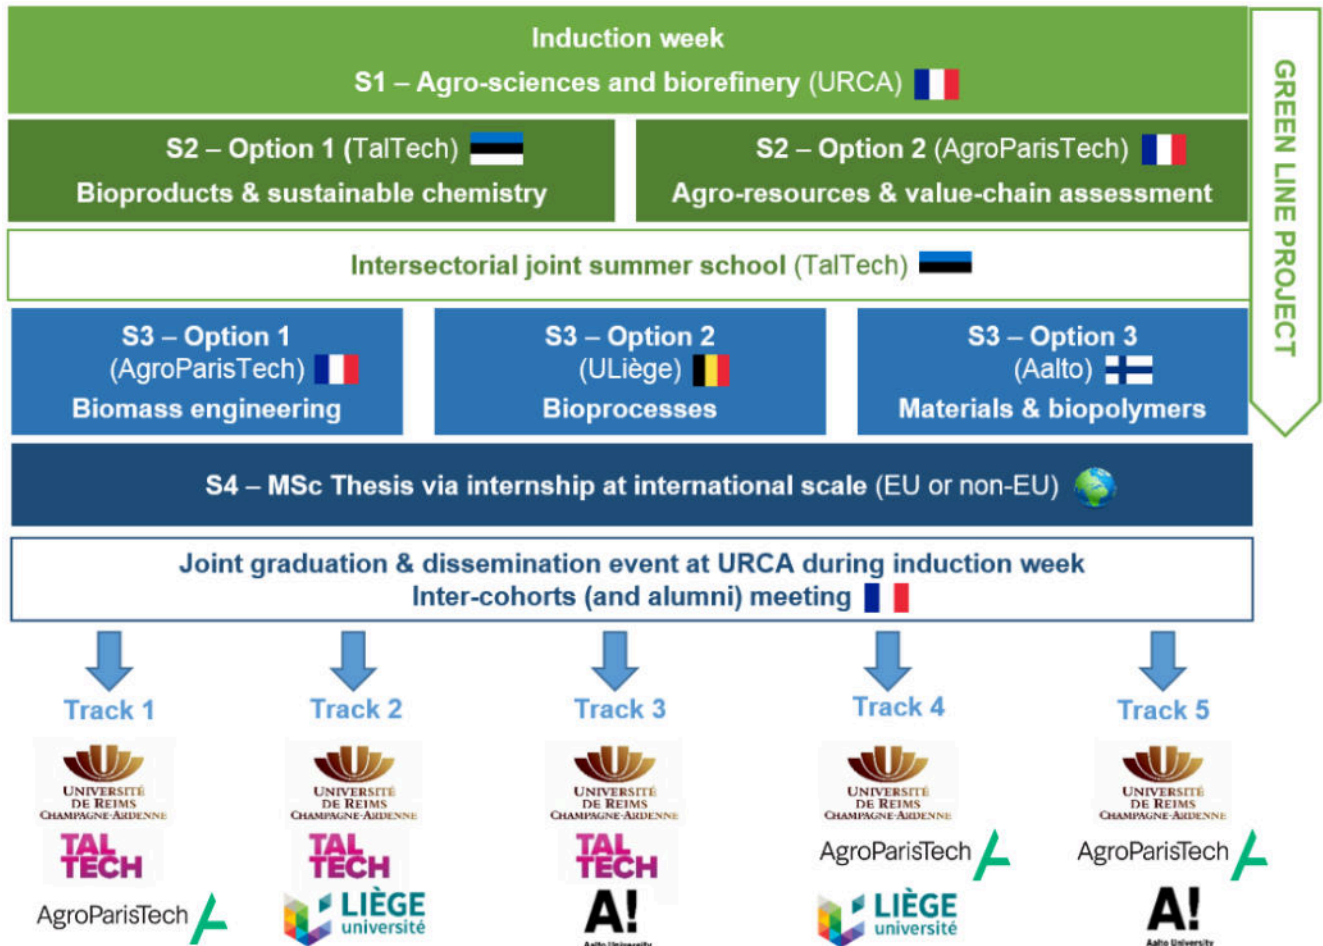 Induction week
S1 – Agro-sciences and biorefinery (URCA)
GREEN LINE PROJECT
S2 – Option 1 (TalTech)
Bioproducts & sustainable chemistry
S2 – Option 2 (AgroParisTech)
Agro-resources & value-chain assessment
Intersectorial joint summer school (TalTech)
S3 – Option 1
(AgroParisTech)
Biomass engineering
S3 – Option 2
(ULiège)
Bioprocesses
S3 – Option 3
(Aalto)
Materials & biopolymers
S4 – MSc Thesis via internship at international scale (EU or non-EU)
Joint graduation & dissemination event at URCA during induction week
Inter-cohorts (and alumni) meeting
Track 1
UNIVERSITÉ
DE REIMS
CHAMPAGNE-ARDENNE
TAL
TECH
AgroParisTech
Track 2
UNIVERSITÉ
DE REIMS
CHAMPAGNE-ARDENNE
TAL
TECH
LIÈGE
université
Track 3
UNIVERSITÉ
DE REIMS
CHAMPAGNE-ARDENNE
TAL
TECH
A!
Aalto University
Track 4
UNIVERSITÉ
DE REIMS
CHAMPAGNE-ARDENNE
AgroParisTech
LIÈGE
université
Track 5
UNIVERSITÉ
DE REIMS
CHAMPAGNE-ARDENNE
AgroParisTech
A!
Aalto University